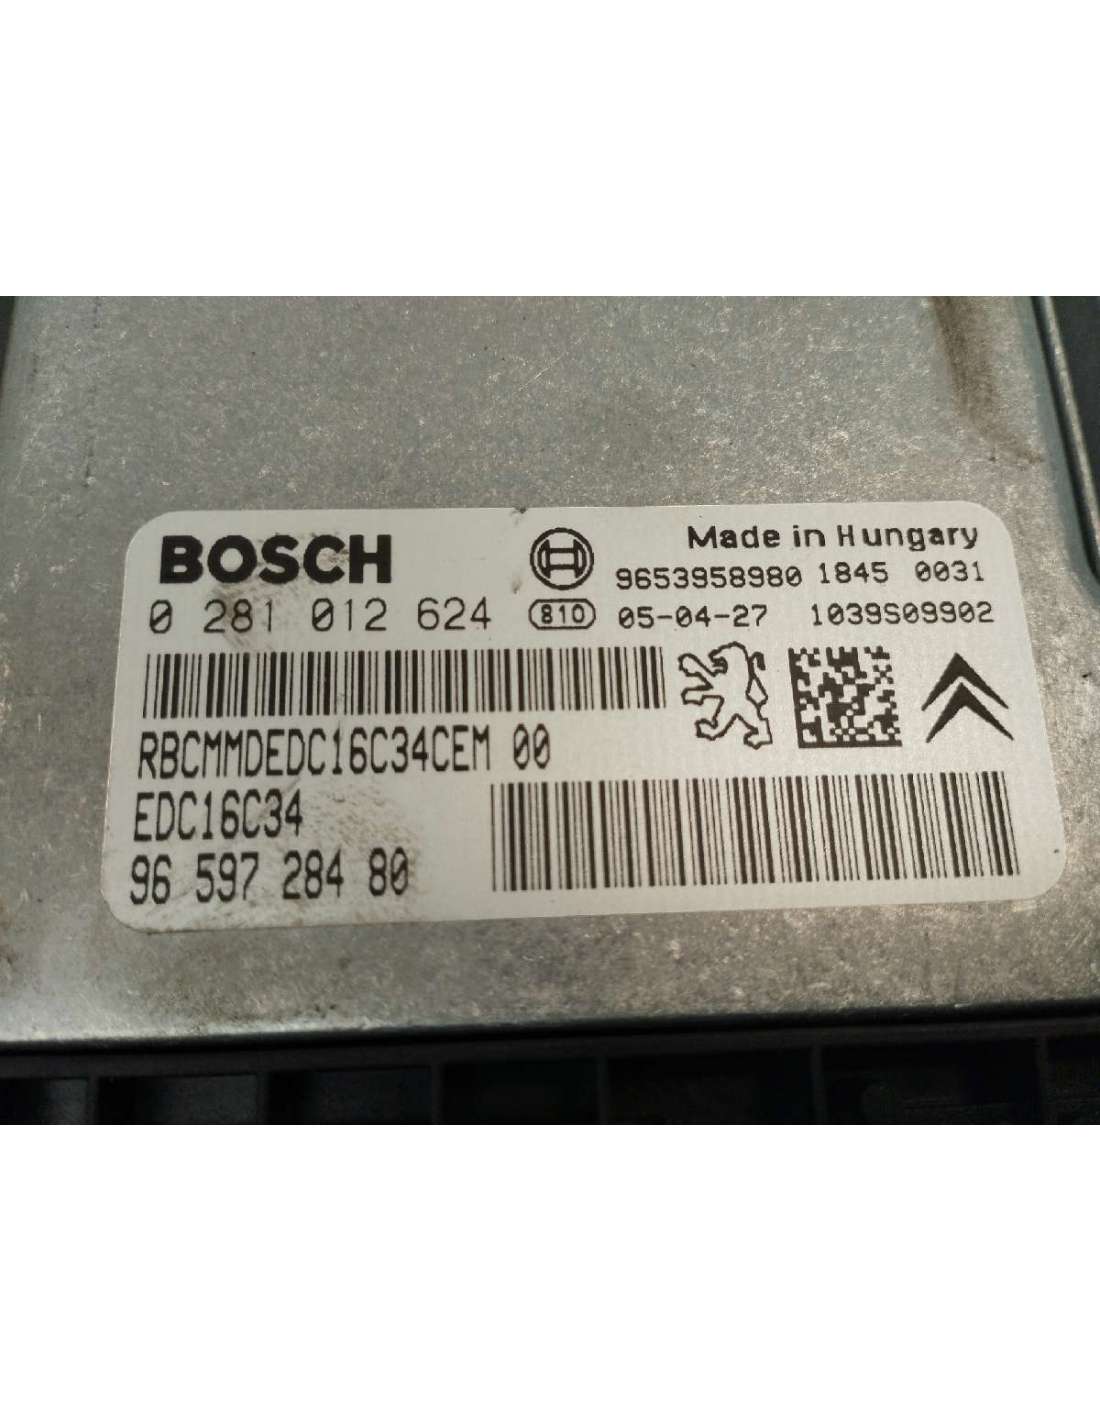 BOSCH
Made in Hungary
9653958980 1845 0031
0 281 012 624
810
05-04-27
1039S09902
RBCMMDEDC16C34CEM 00
EDC16C34
96 597 284 80